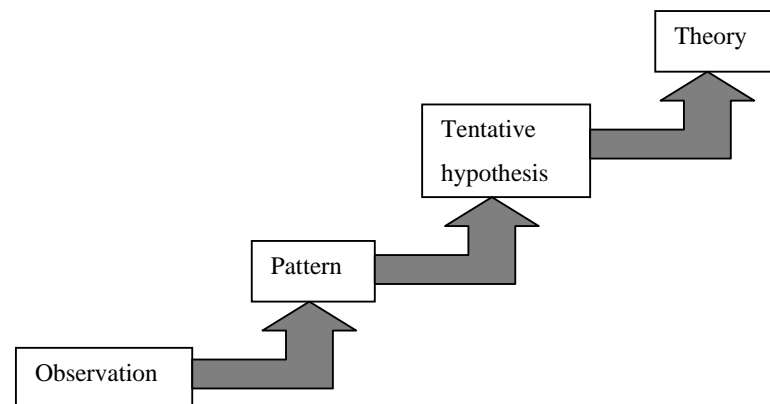 Theory
Tentative
hypothesis
Pattern
Observation